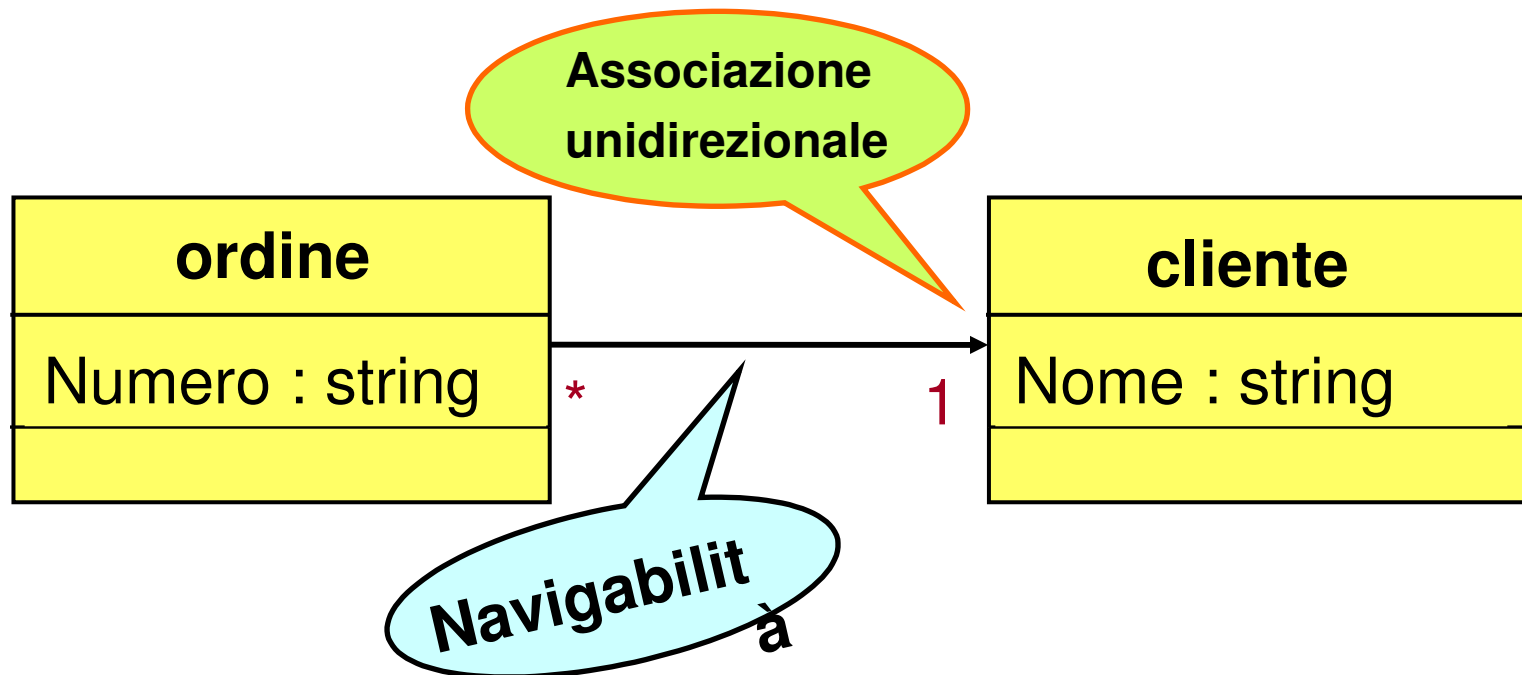 Associazione
unidirezionale
ordine
cliente
Numero : string
*
1
Nome : string
Navigabilit
à